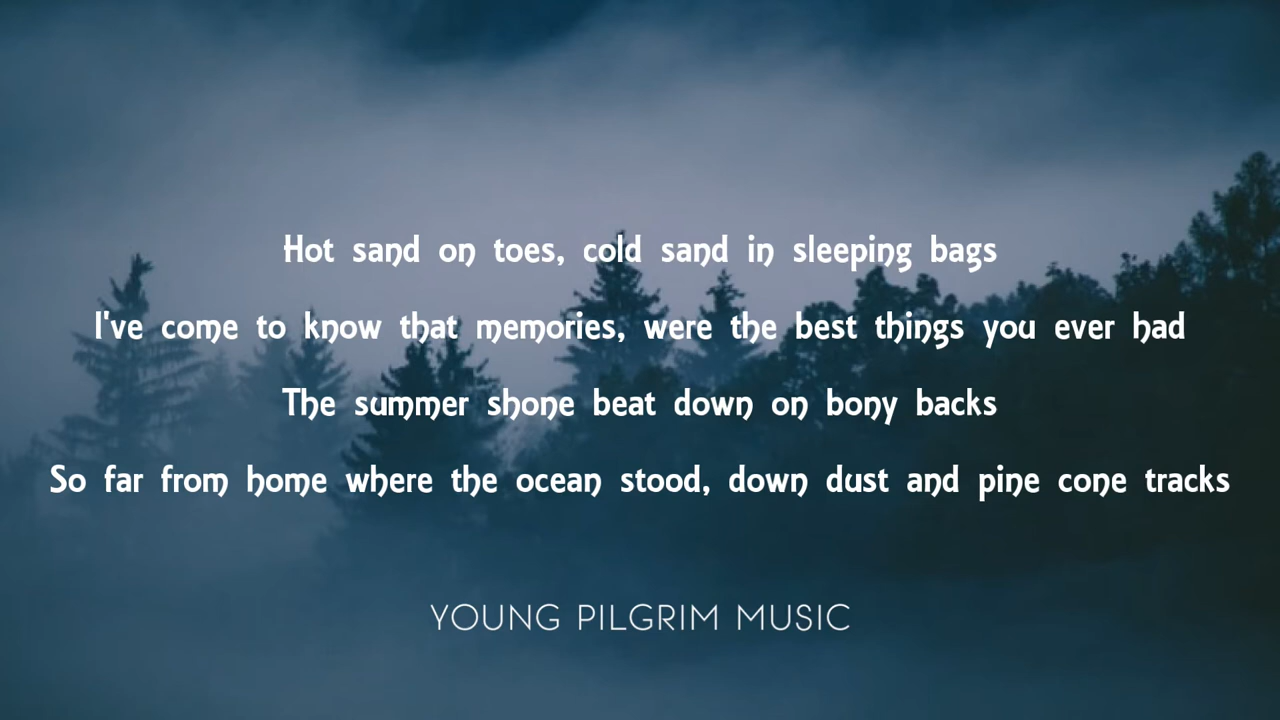 Hot sand on toes, cold sand in sleeping bags
I've come to know that memories, were the best things you ever had
The summer shone beat down on bony backs
So far from home where the ocean stood, down dust and pine cone tracks
YOUNG PILGRIM MUSIC